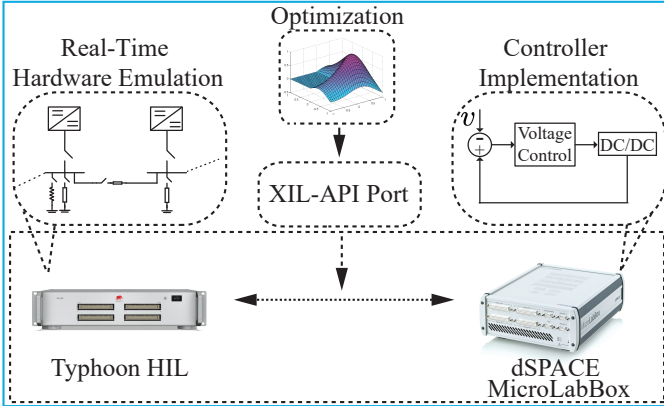 Optimization
Real-Time
Hardware Emulation
Controller
Implementation
v
Voltage
Control
DC/DC
XIL-API Port
Typhoon HIL
dSPACE
MicroLabBox